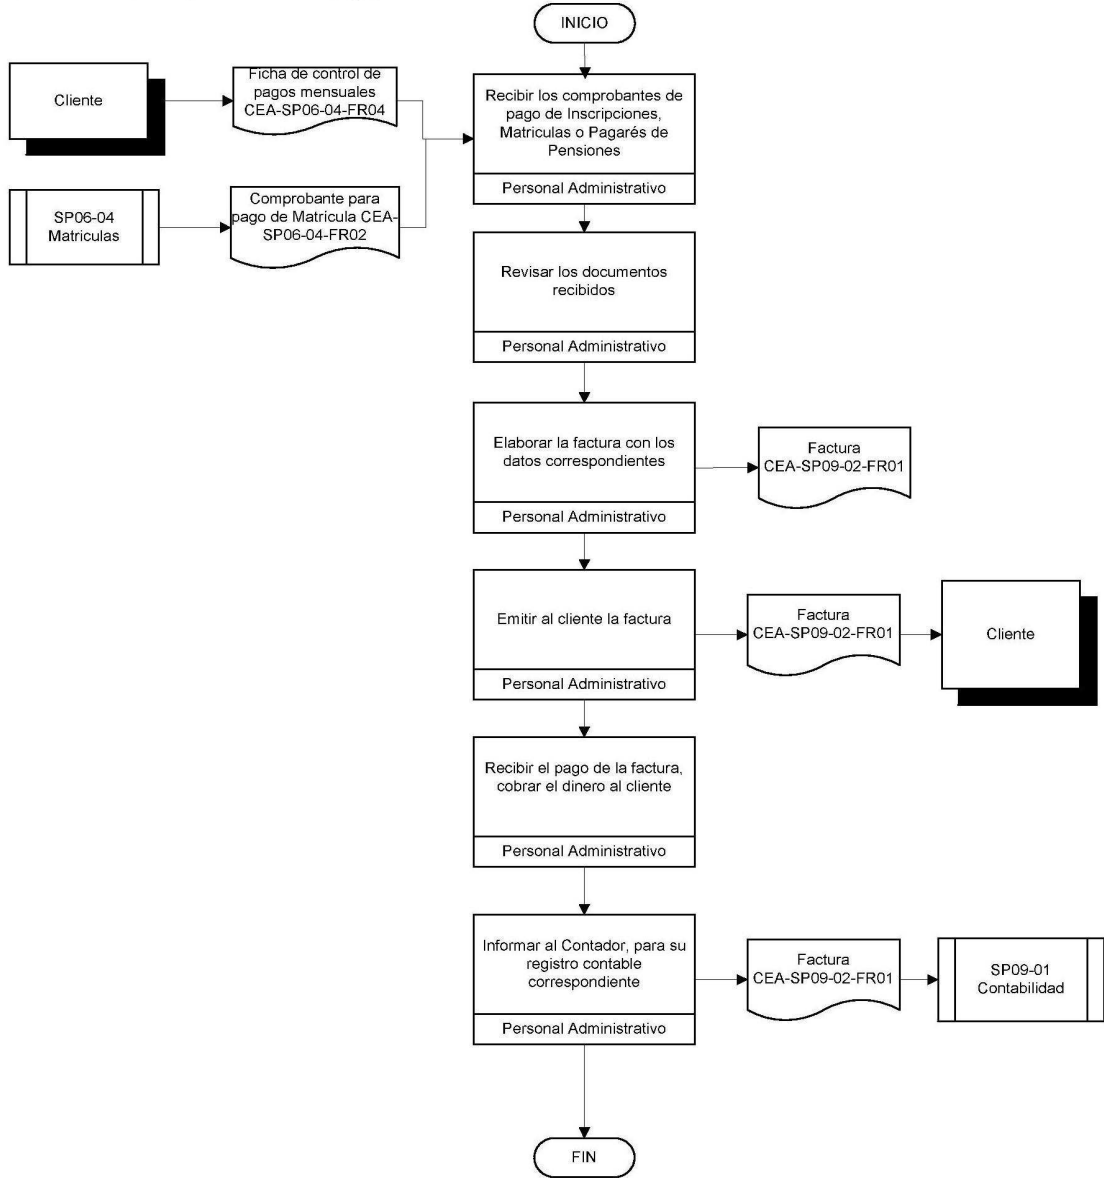 INICIO
Cliente
Ficha de control de
pagos mensuales
CEA-SP06-04-FR04
Recibir los comprobantes de
pago de Inscripciones,
Matriculas o Pagarés de
Pensiones
Personal Administrativo
SP06-04
Matriculas
Comprobante para
pago de Matrícula CEA-
SP06-04-FR02
Revisar los documentos
recibidos
Personal Administrativo
Elaborar la factura con los
datos correspondientes
Personal Administrativo
Factura
CEA-SP09-02-FR01
Emitir al cliente la factura
Personal Administrativo
Factura
CEA-SP09-02-FR01
Cliente
Recibir el pago de la factura,
cobrar el dinero al cliente
Personal Administrativo
Informar al Contador, para su
registro contable
correspondiente
Personal Administrativo
Factura
CEA-SP09-02-FR01
SP09-01
Contabilidad
FIN